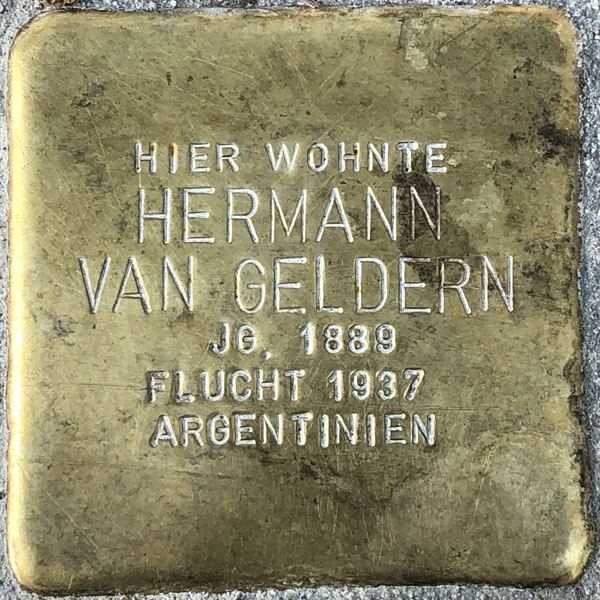 HIER WOHNTE
HERMANN
VAN GELDERN
JG. 1889
FLUCHT 1937
ARGENTINIEN